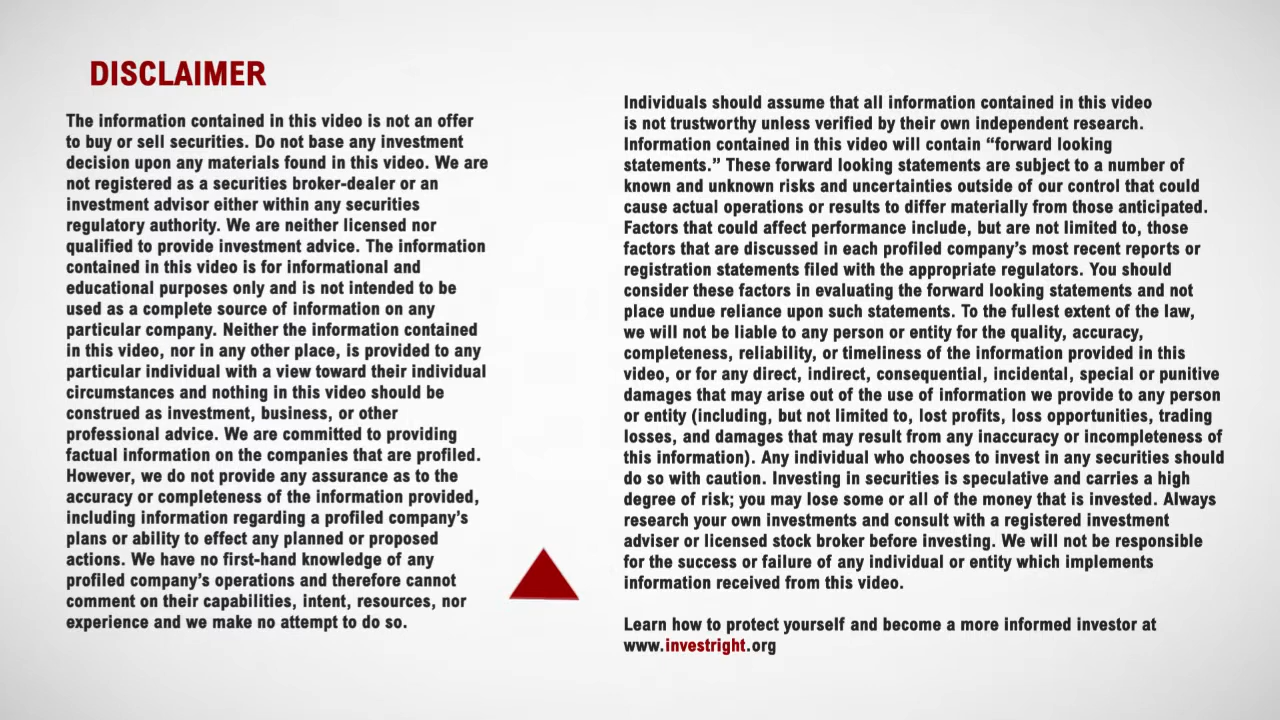 DISCLAIMER
The information contained in this video is not an offer
to buy or sell securities. Do not base any investment
decision upon any materials found in this video. We are
not registered as a securities broker-dealer or an
investment advisor either within any securities
regulatory authority. We are neither licensed nor
qualified to provide investment advice. The information
contained in this video is for informational and
educational purposes only and is not intended to be
used as a complete source of information on any
particular company. Neither the information contained
in this video, nor in any other place, is provided to any
particular individual with a view toward their individual
circumstances and nothing in this video should be
construed as investment, business, or other
professional advice. We are committed to providing
factual information on the companies that are profiled.
However, we do not provide any assurance as to the
accuracy or completeness of the information provided,
including information regarding a profiled company’s
plans or ability to effect any planned or proposed
actions. We have no first-hand knowledge of any
profiled company’s operations and therefore cannot
comment on their capabilities, intent, resources, nor
experience and we make no attempt to do so.
Individuals should assume that all information contained in this video
is not trustworthy unless verified by their own independent research.
Information contained in this video will contain “forward looking
statements.” These forward looking statements are subject to a number of
known and unknown risks and uncertainties outside of our control that could
cause actual operations or results to differ materially from those anticipated.
Factors that could affect performance include, but are not limited to, those
factors that are discussed in each profiled company’s most recent reports or
registration statements filed with the appropriate regulators. You should
consider these factors in evaluating the forward looking statements and not
place undue reliance upon such statements. To the fullest extent of the law,
we will not be liable to any person or entity for the quality, accuracy,
completeness, reliability, or timeliness of the information provided in this
video, or for any direct, indirect, consequential, incidental, special or punitive
damages that may arise out of the use of information we provide to any person
or entity (including, but not limited to, lost profits, loss opportunities, trading
losses, and damages that may result from any inaccuracy or incompleteness of
this information). Any individual who chooses to invest in any securities should
do so with caution. Investing in securities is speculative and carries a high
degree of risk; you may lose some or all of the money that is invested. Always
research your own investments and consult with a registered investment
adviser or licensed stock broker before investing. We will not be responsible
for the success or failure of any individual or entity which implements
information received from this video.
Learn how to protect yourself and become a more informed investor at
www.investright.org